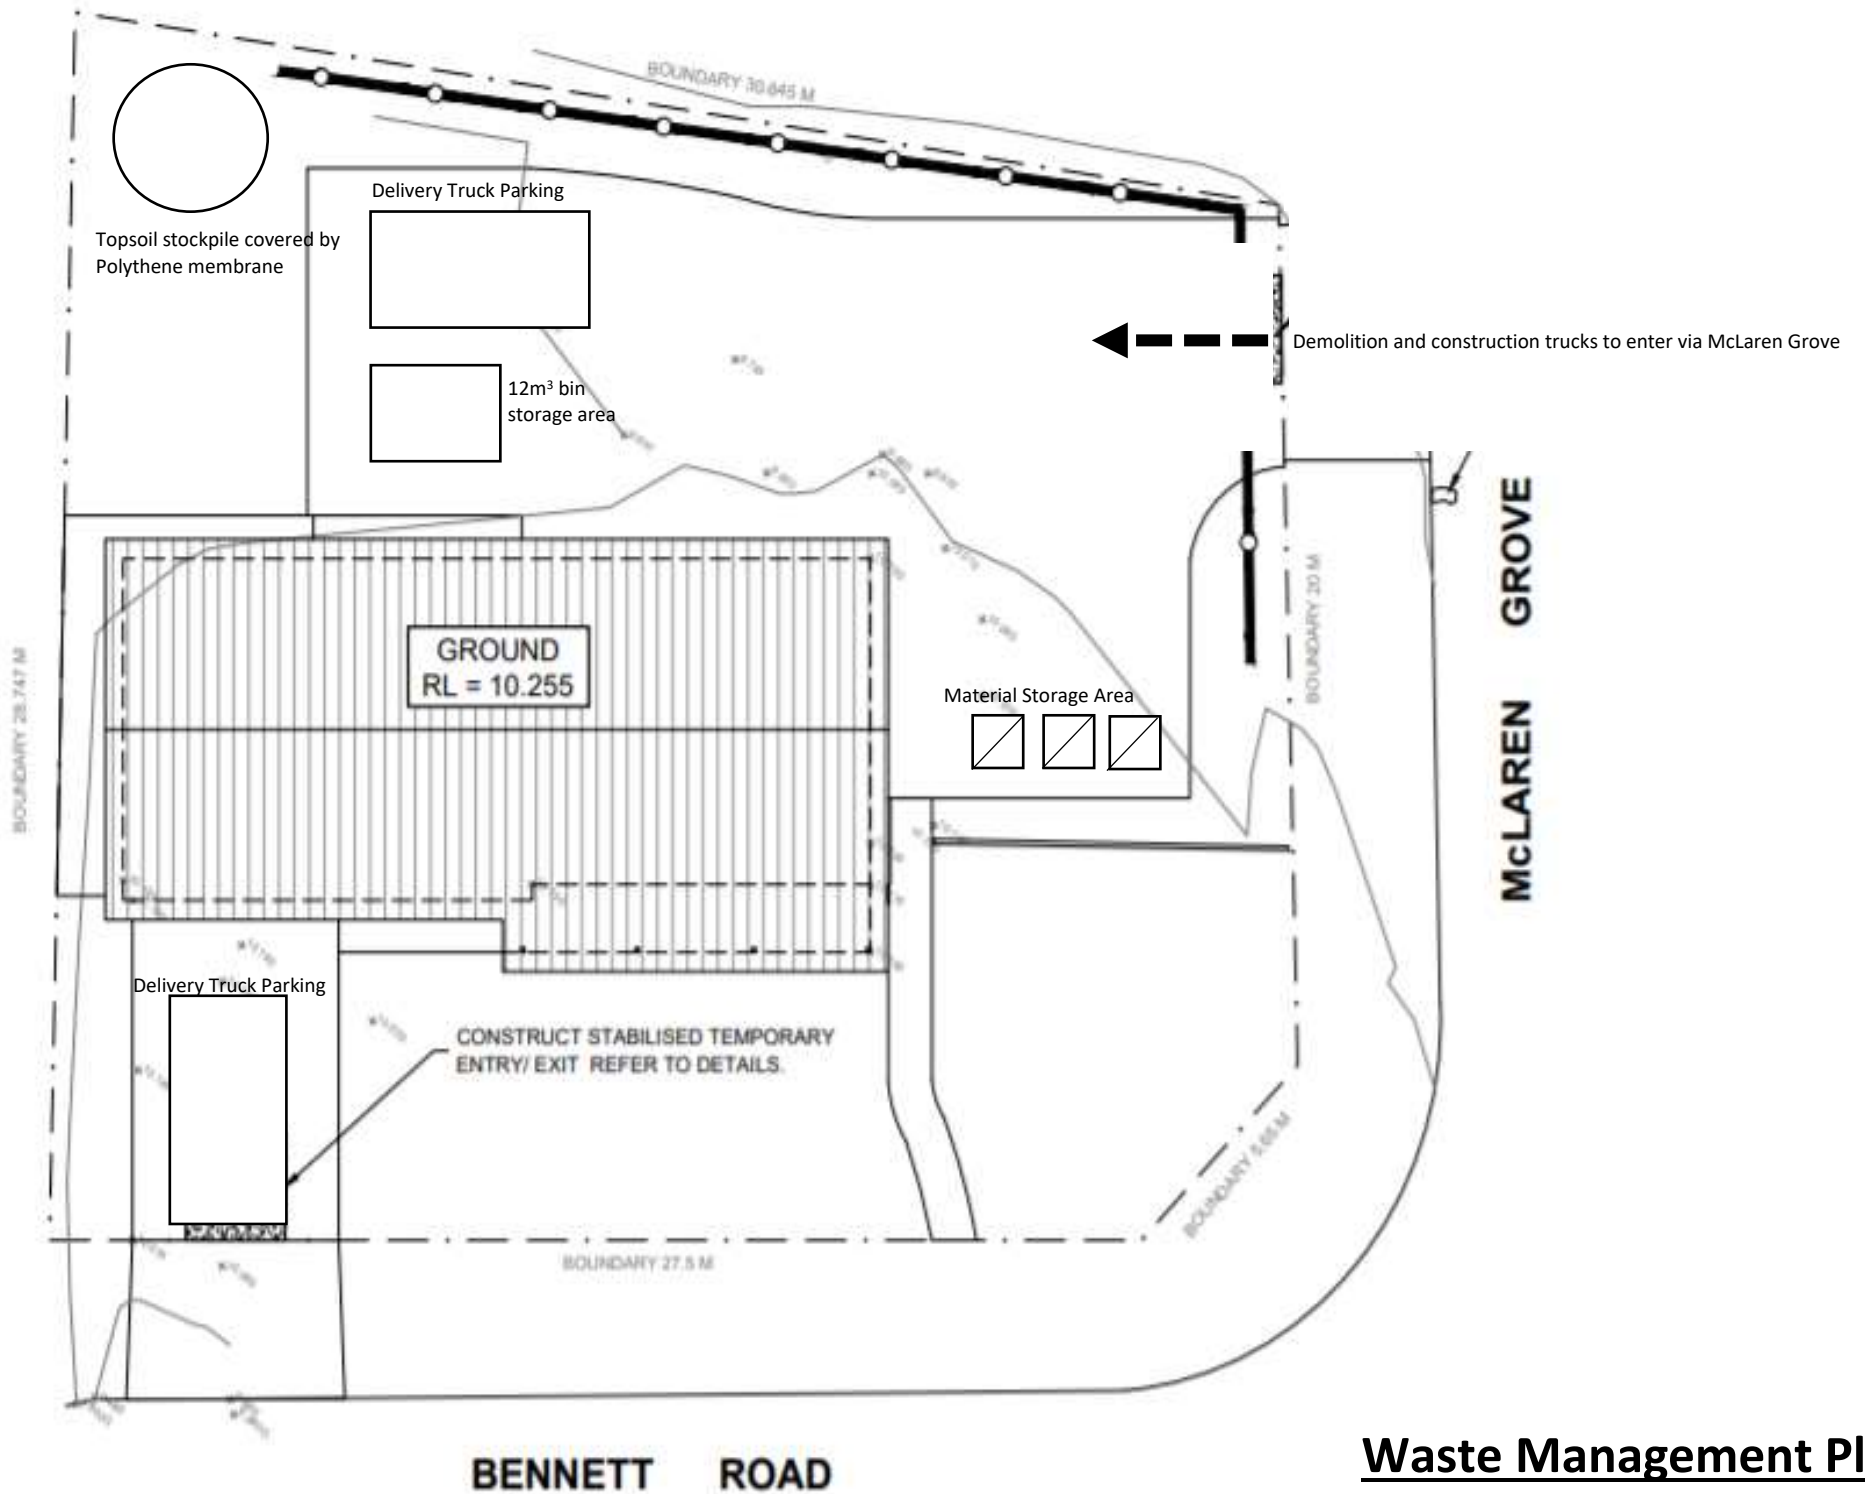 BOUNDARY 30.645 M
Delivery Truck Parking
Topsoil stockpile covered by
Polythene membrane
Demolition and construction trucks to enter via McLaren Grove
12m³ bin
storage area
GROUND
RL = 10.255
BOUNDARY 28.747 M
BOUNDARY 20 M
McLAREN GROVE
Material Storage Area
Delivery Truck Parking
CONSTRUCT STABILISED TEMPORARY
ENTRY/ EXIT REFER TO DETAILS.
BOUNDARY 5.65 M
BOUNDARY 27.5 M
BENNETT ROAD
Waste Management Pl